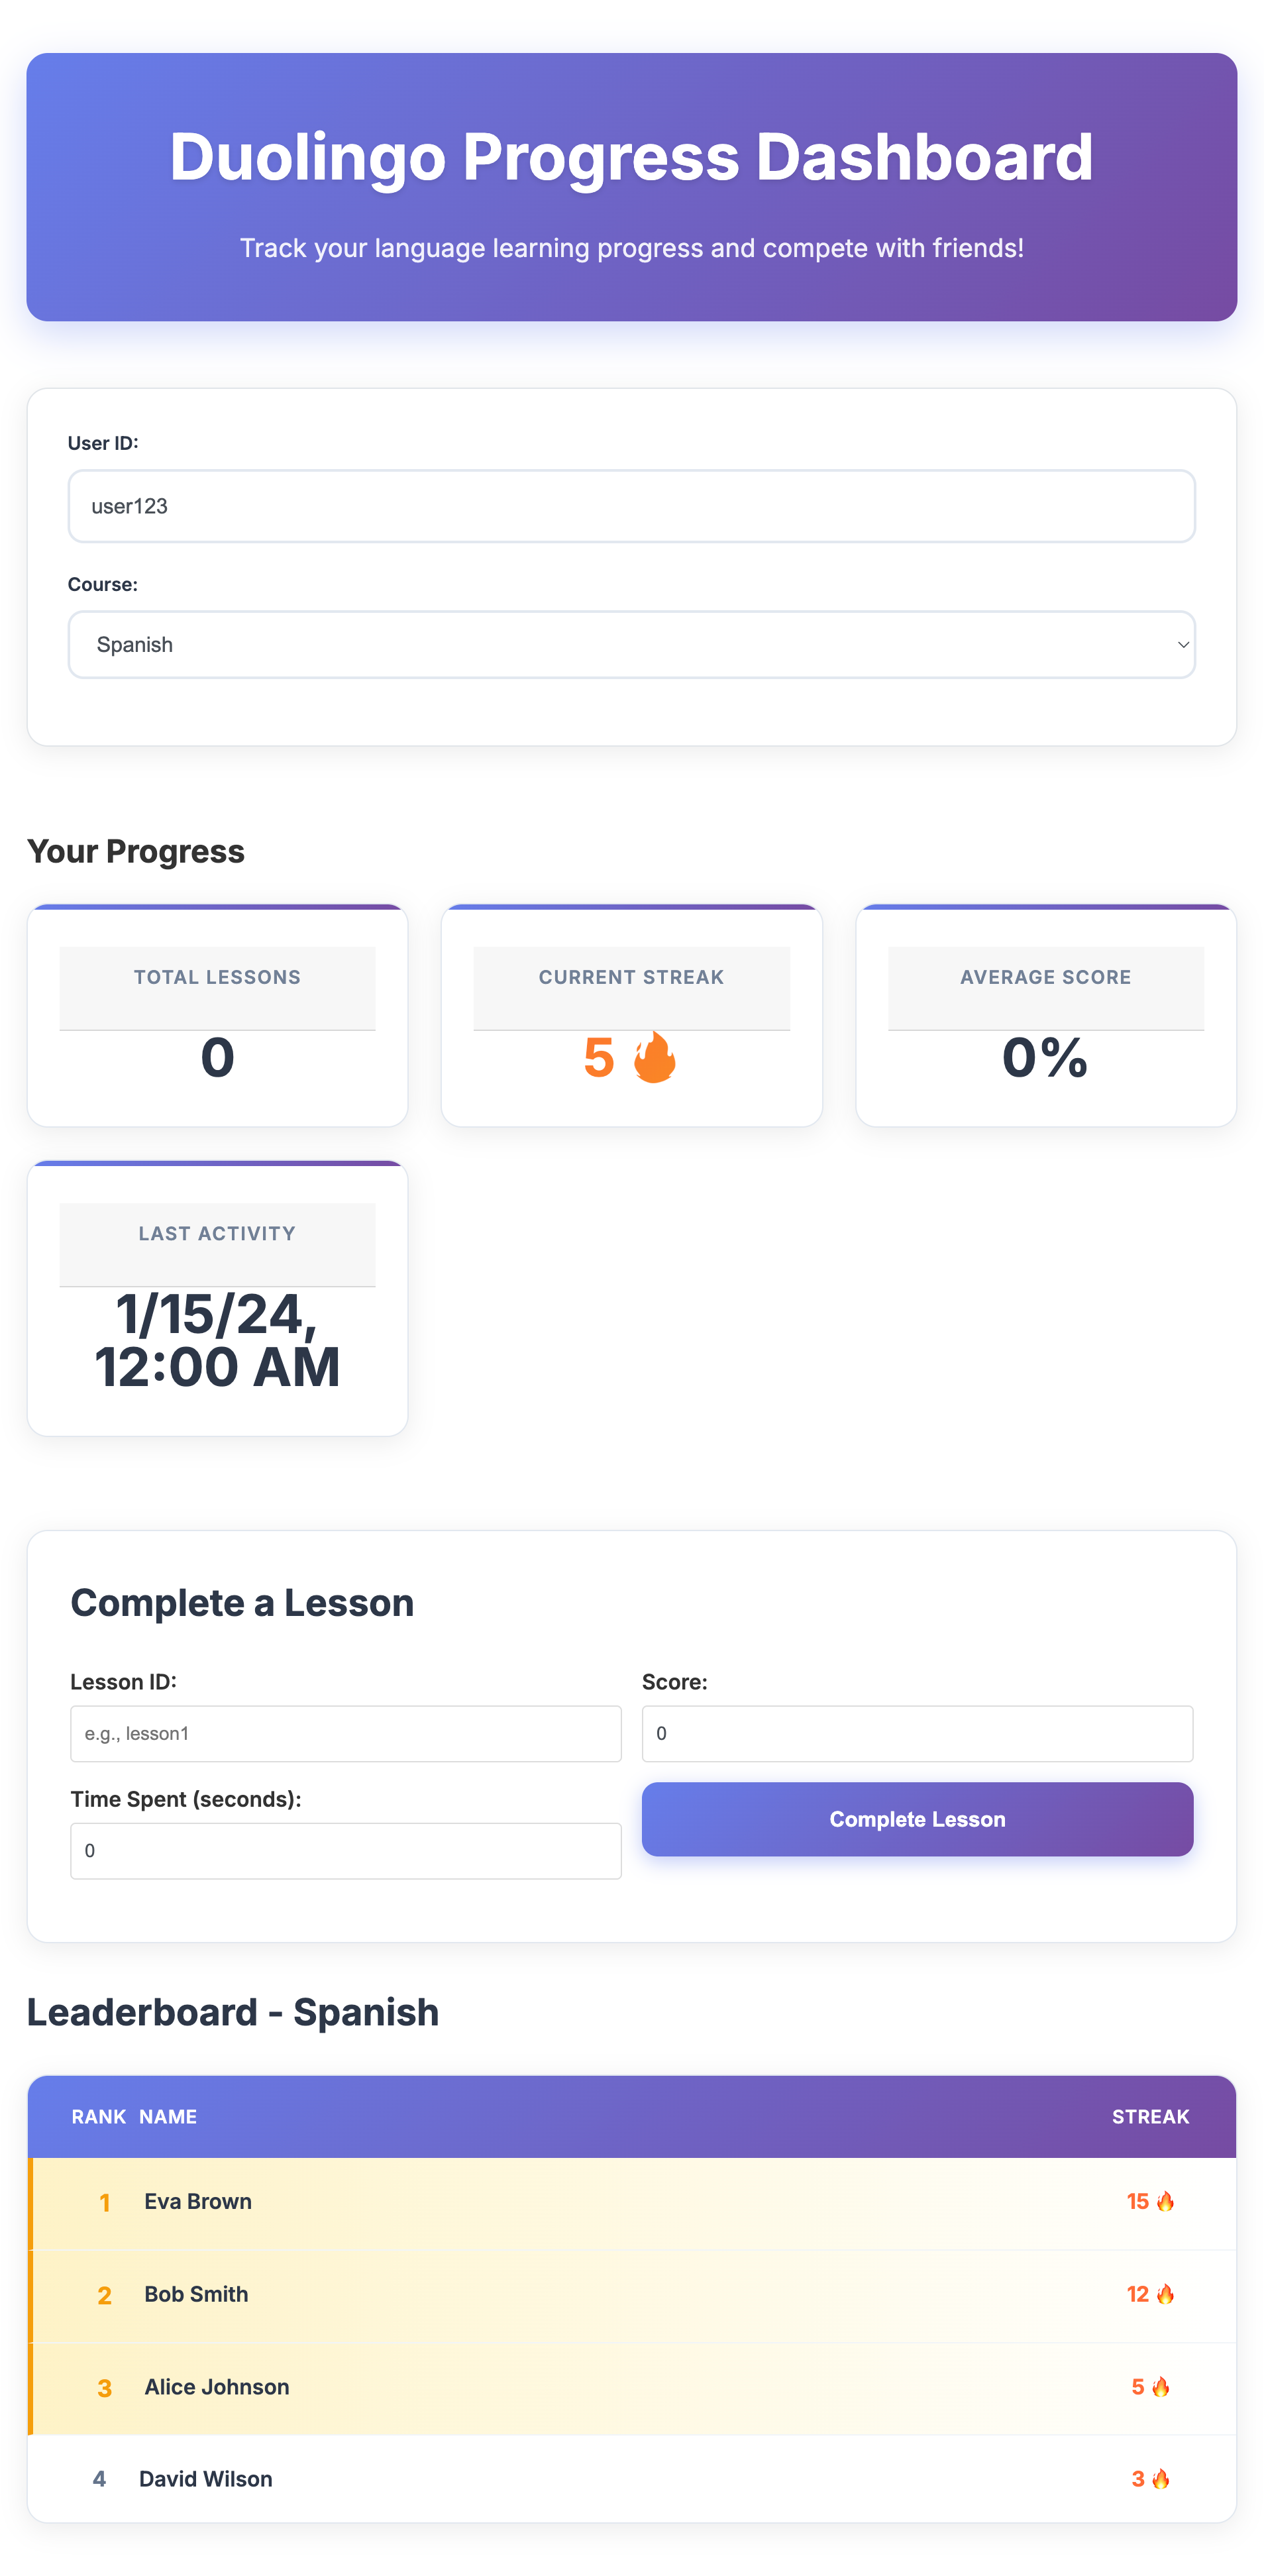 Duolingo Progress Dashboard
Track your language learning progress and compete with friends!
User ID:
user123
Course:
Spanish
Your Progress
TOTAL LESSONS
0
CURRENT STREAK
5 🔥
AVERAGE SCORE
0%
LAST ACTIVITY
1/15/24,
12:00 AM
Complete a Lesson
Lesson ID:
e.g., lesson1
Score:
0
Time Spent (seconds):
0
Complete Lesson
Leaderboard - Spanish
RANK NAME STREAK
1 Eva Brown 15 🔥
2 Bob Smith 12 🔥
3 Alice Johnson 5 🔥
4 David Wilson 3 🔥